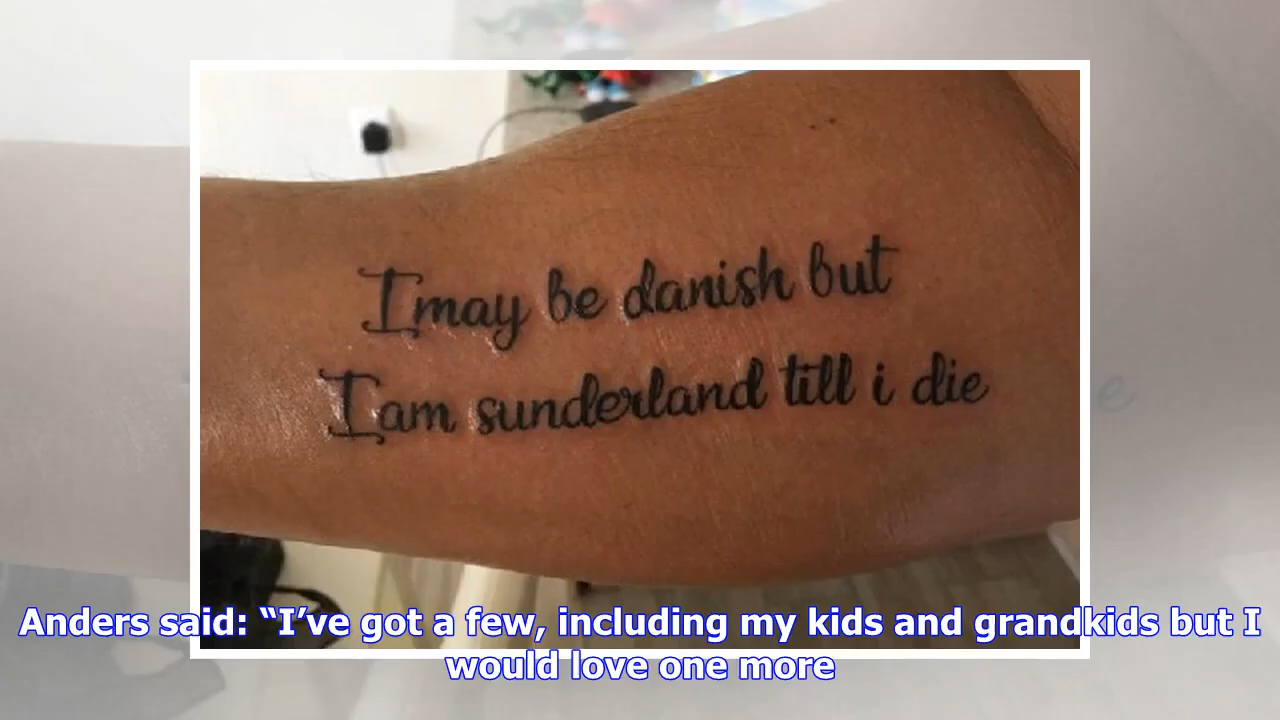 I may be danish but
I am sunderland till i die
Anders said: “I’ve got a few, including my kids and grandkids but I
would love one more